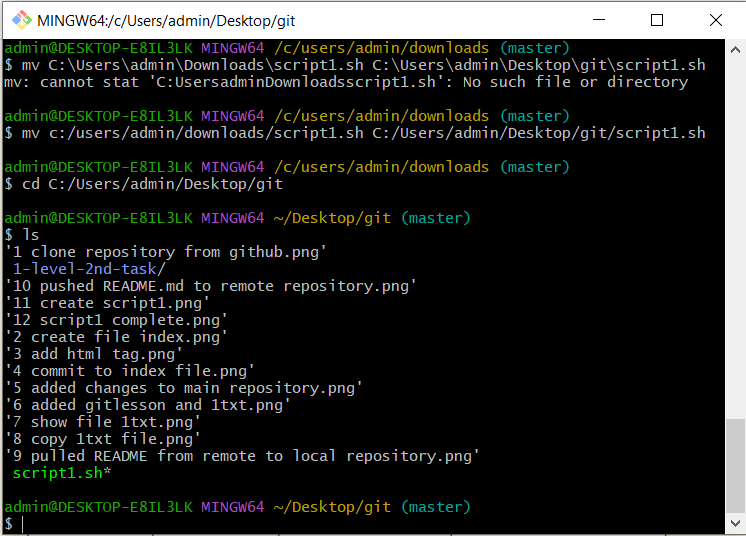 MINGW64:/c/Users/admin/Desktop/git
admin@DESKTOP-E8IL3LK MINGW64 /c/users/admin/downloads (master)
$ mv C:\Users\admin\Downloads\script1.sh C:\Users\admin\Desktop\git\script1.sh
mv: cannot stat 'C:UsersadminDownloadsscript1.sh': No such file or directory
admin@DESKTOP-E8IL3LK MINGW64 /c/users/admin/downloads (master)
$ mv c:/users/admin/downloads/script1.sh C:/Users/admin/Desktop/git/script1.sh
admin@DESKTOP-E8IL3LK MINGW64 /c/users/admin/downloads (master)
$ cd C:/Users/admin/Desktop/git
admin@DESKTOP-E8IL3LK MINGW64 ~/Desktop/git (master)
$ ls
'1 clone repository from github.png'
1-level-2nd-task/
'10 pushed README.md to remote repository.png'
'11 create script1.png'
'12 script1 complete.png'
'2 create file index.png'
'3 add html tag.png'
'4 commit to index file.png'
'5 added changes to main repository.png'
'6 added gitlesson and 1txt.png'
'7 show file 1txt.png'
'8 copy 1txt file.png'
'9 pulled README from remote to local repository.png'
script1.sh*
admin@DESKTOP-E8IL3LK MINGW64 ~/Desktop/git (master)
$